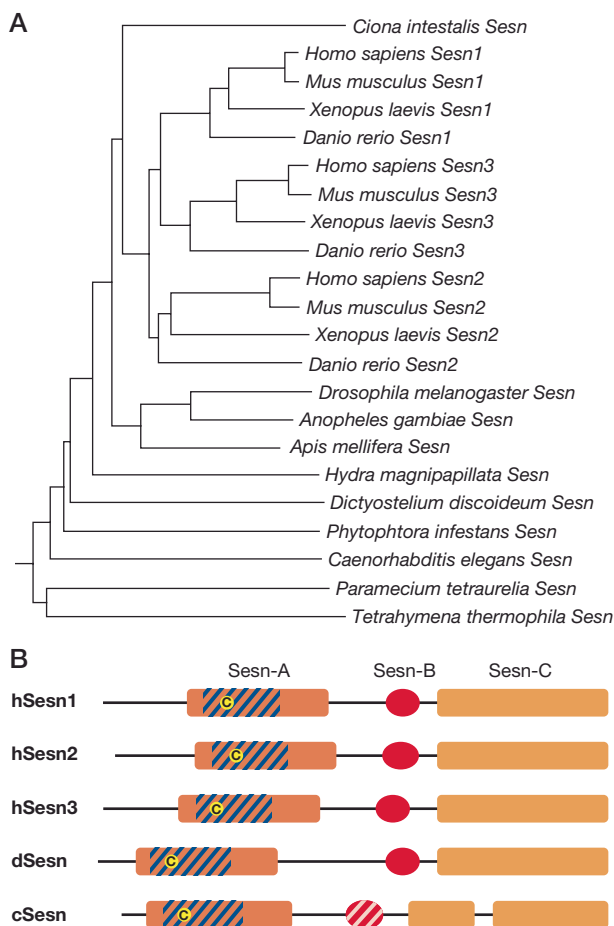 A
Ciona intestalis Sesn
Homo sapiens Sesn1
Mus musculus Sesn1
Xenopus laevis Sesn1
Danio rerio Sesn1
Homo sapiens Sesn3
Mus musculus Sesn3
Xenopus laevis Sesn3
Danio rerio Sesn3
Homo sapiens Sesn2
Mus musculus Sesn2
Xenopus laevis Sesn2
Danio rerio Sesn2
Drosophila melanogaster Sesn
Anopheles gambiae Sesn
Apis mellifera Sesn
Hydra magnipapillata Sesn
Dictyostelium discoideum Sesn
Phytophtora infestans Sesn
Caenorhabditis elegans Sesn
Paramecium tetraurelia Sesn
Tetrahymena thermophila Sesn
B
Sesn-A Sesn-B Sesn-C
hSesn1 C
hSesn2 C
hSesn3 C
dSesn C
cSesn C